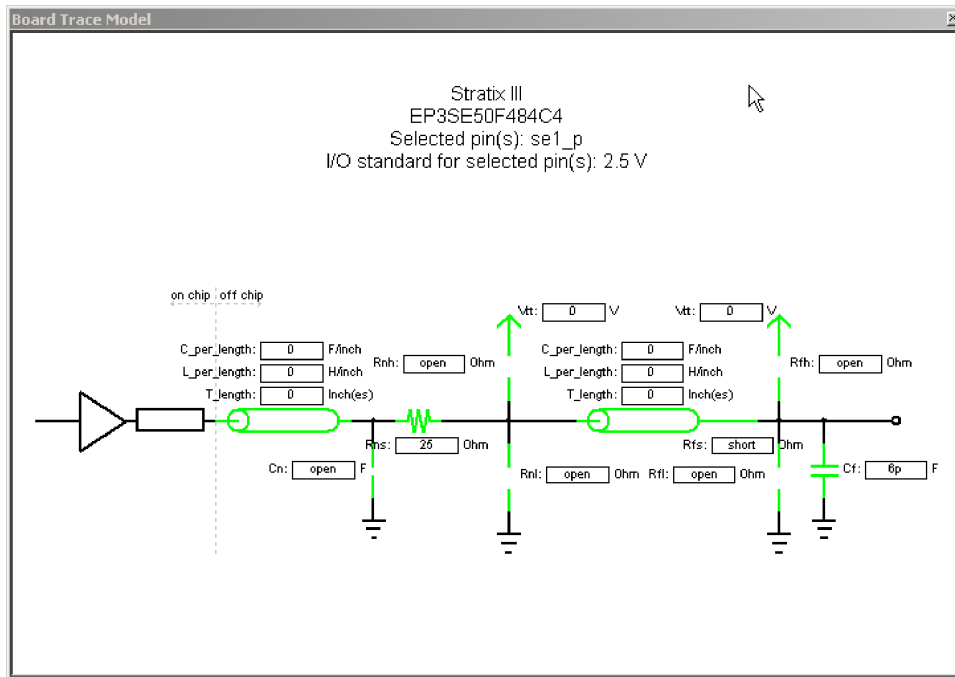 Board Trace Model
Stratix III
EP3SE50F484C4
Selected pin(s): se1_p
I/O standard for selected pin(s): 2.5 V
on chip off chip
Vtt: 0 V
Vtt: 0 V
C_per_length: 0 F/inch
L_per_length: 0 H/inch
T_length: 0 Inch(es)
Rnh: open Ohm
C_per_length: 0 F/inch
L_per_length: 0 H/inch
T_length: 0 Inch(es)
Rfh: open Ohm
Rns: 25 Ohm
Rfs: short Ohm
Cn: open F
Rnl: open Ohm
Rfl: open Ohm
Cf: 6p F